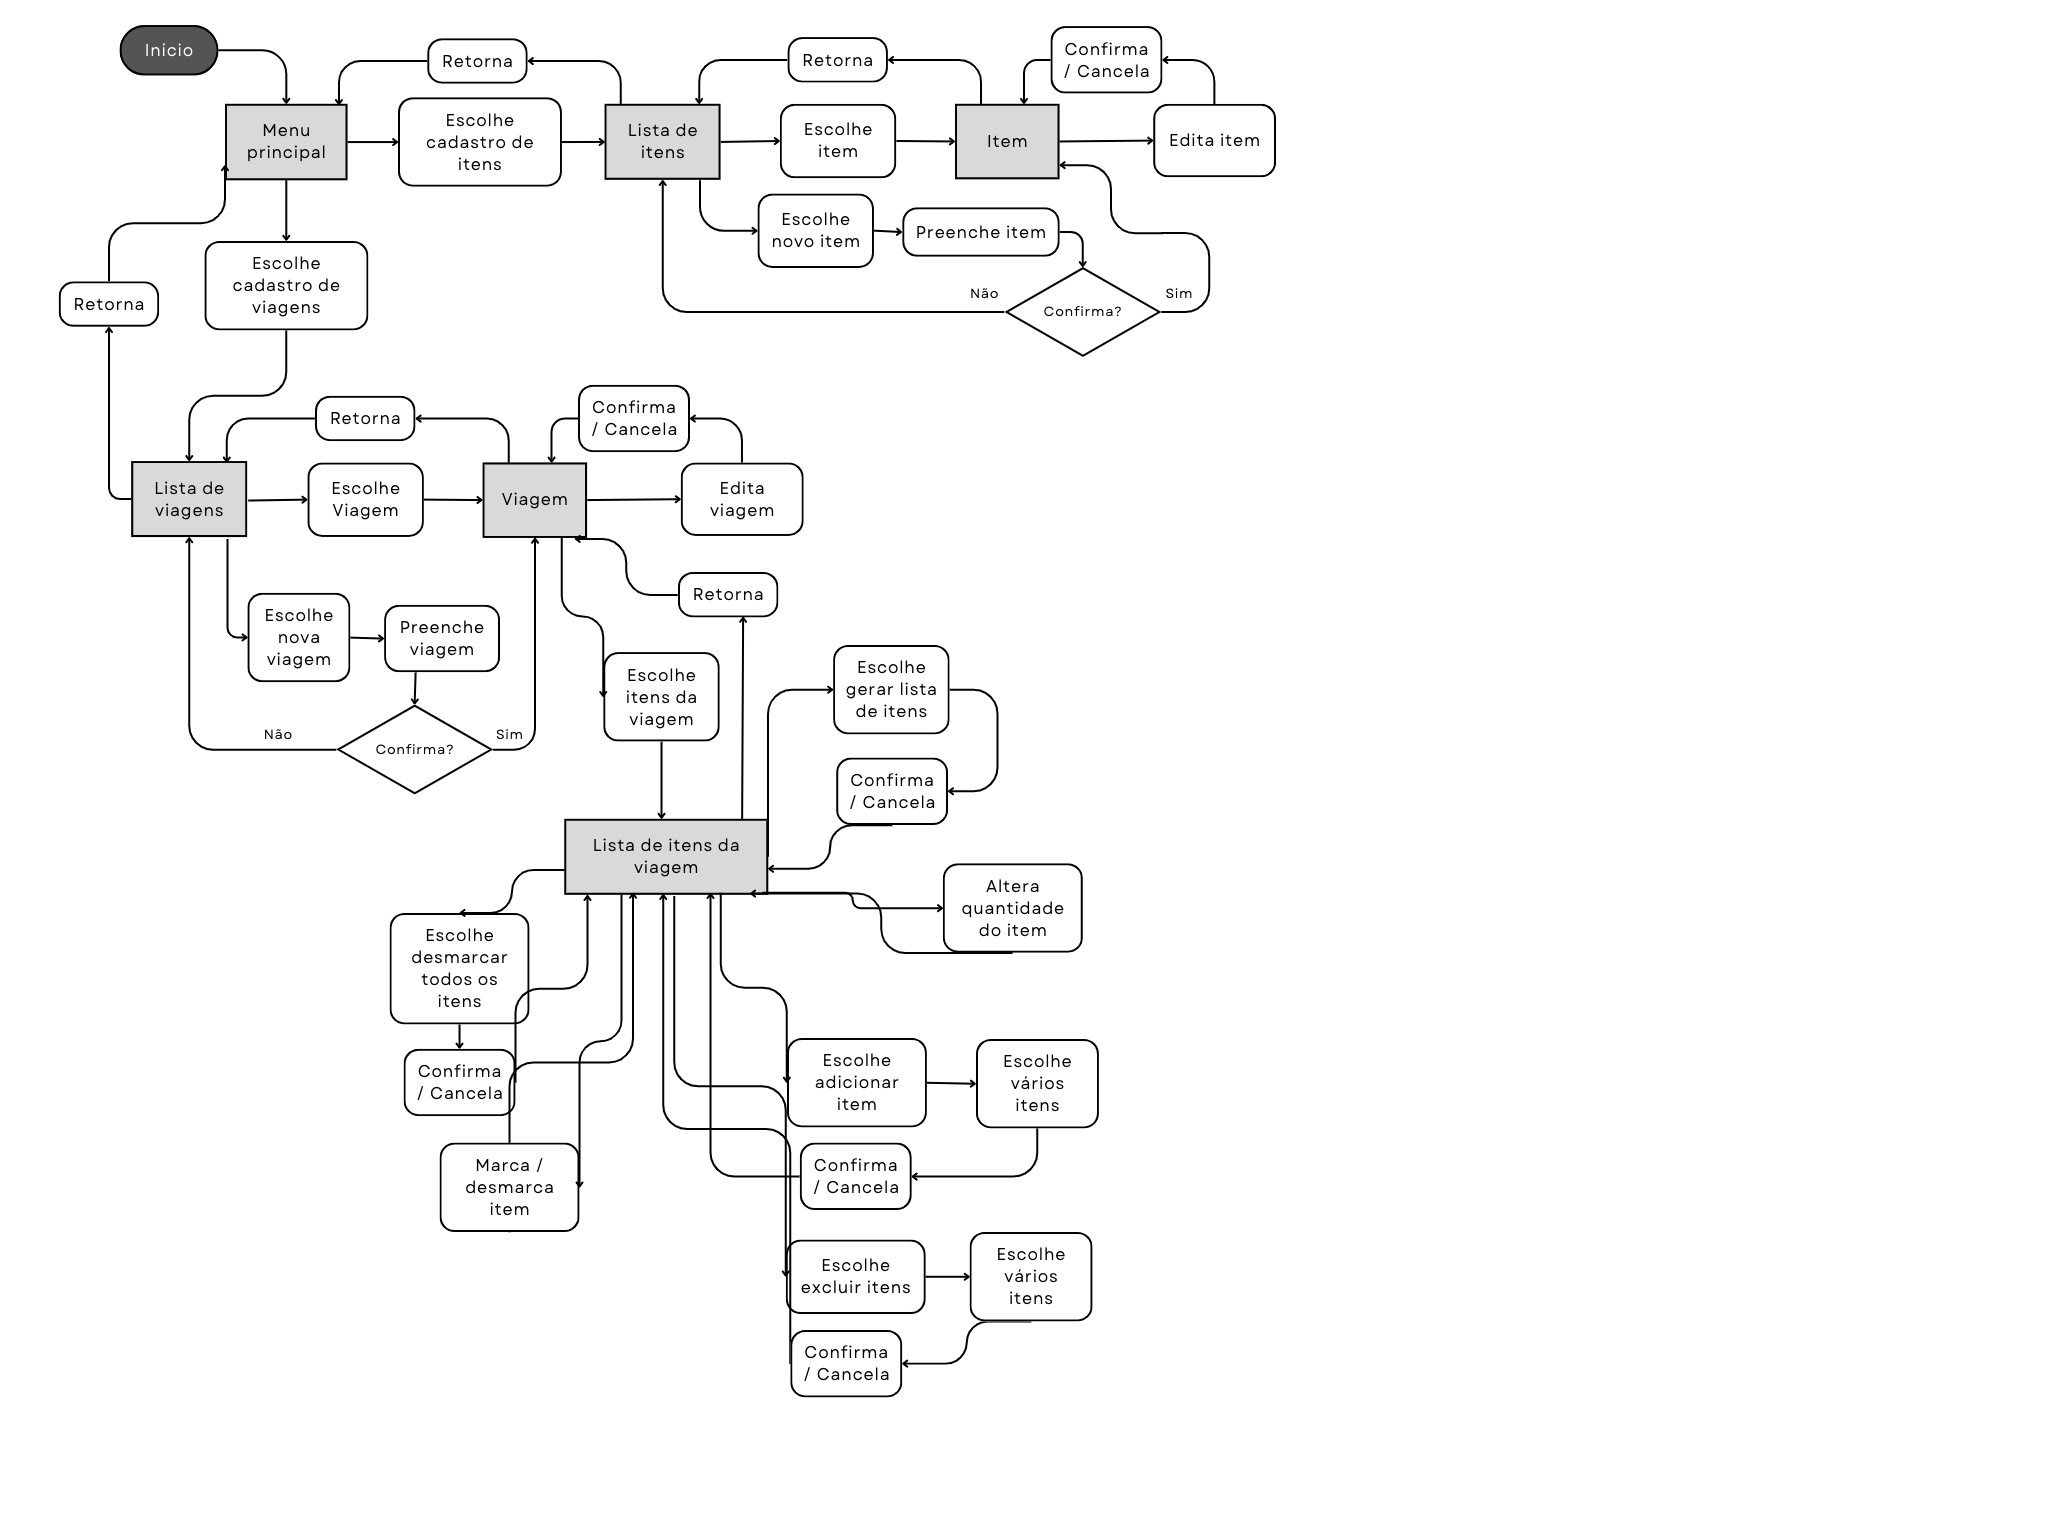 Início
Retorna
Retorna
Confirma
/ Cancela
Menu
principal
Escolhe
cadastro de
itens
Lista de
itens
Escolhe
item
Item
Edita item
Escolhe
novo item
Preenche item
Não
Confirma?
Sim
Escolhe
cadastro de
viagens
Retorna
Retorna
Confirma
/ Cancela
Lista de
viagens
Escolhe
Viagem
Viagem
Edita
viagem
Retorna
Escolhe
nova
viagem
Preenche
viagem
Não
Confirma?
Sim
Escolhe
itens da
viagem
Escolhe
gerar lista
de itens
Confirma
/ Cancela
Lista de itens da
viagem
Altera
quantidade
do item
Escolhe
desmarcar
todos os
itens
Confirma
/ Cancela
Escolhe
adicionar
item
Escolhe
vários
itens
Marca /
desmarca
item
Confirma
/ Cancela
Escolhe
excluir itens
Escolhe
vários
itens
Confirma
/ Cancela